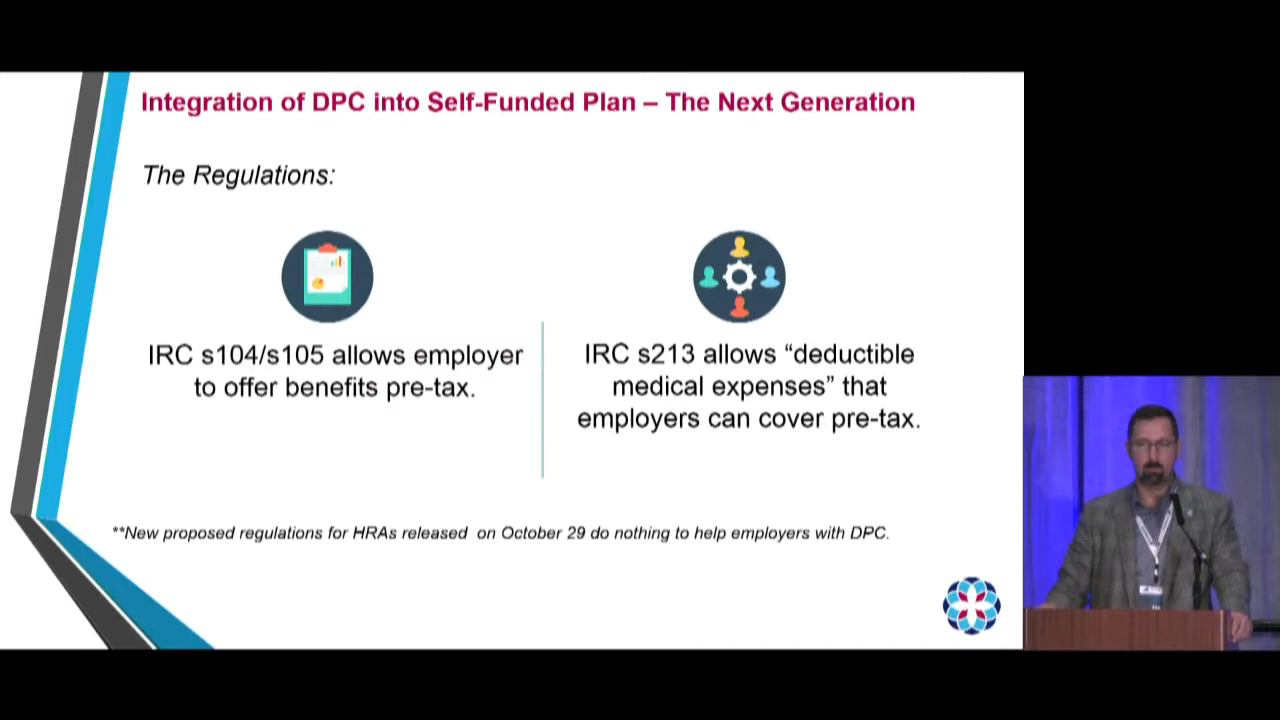 Integration of DPC into Self-Funded Plan – The Next Generation
The Regulations:
IRC s104/s105 allows employer
to offer benefits pre-tax.
IRC s213 allows “deductible
medical expenses” that
employers can cover pre-tax.
**New proposed regulations for HRAs released  on October 29 do nothing to help employers with DPC.